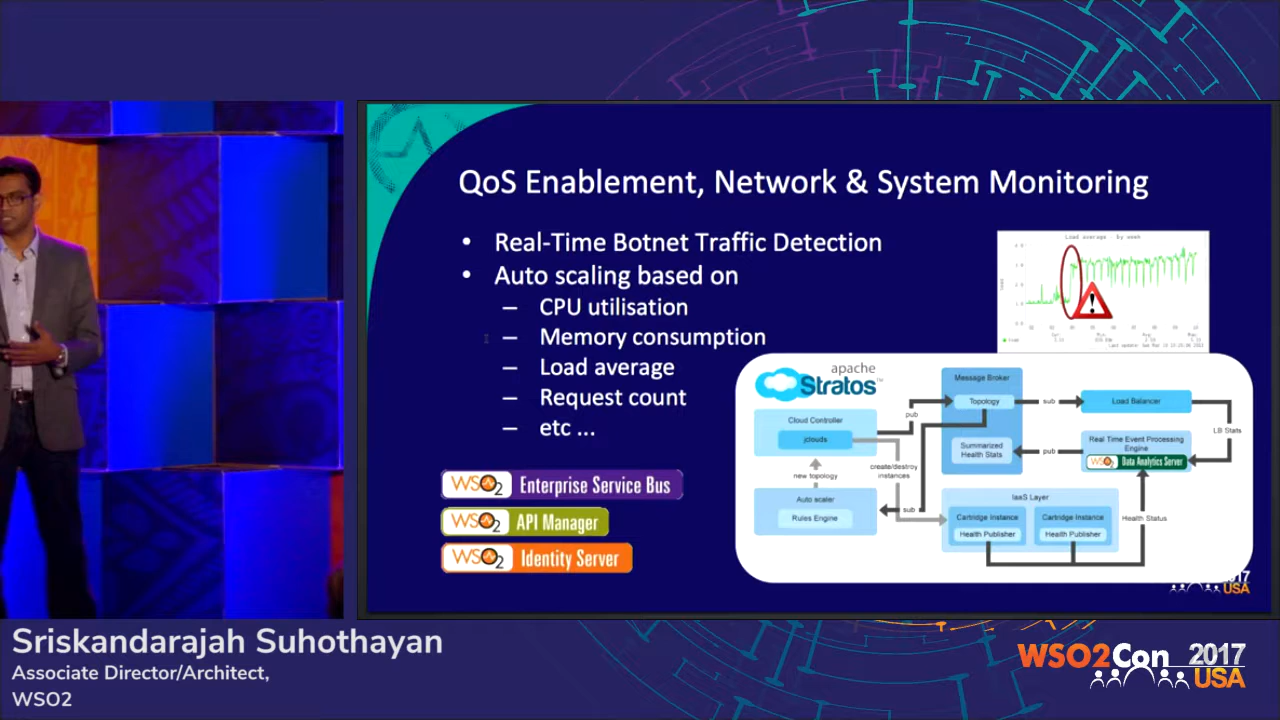 QoS Enablement, Network & System Monitoring
• Real-Time Botnet Traffic Detection
• Auto scaling based on
– CPU utilisation
– Memory consumption
– Load average
– Request count
– etc ...
WSO2 Enterprise Service Bus
WSO2 API Manager
WSO2 Identity Server
Load average - by week
apache
Stratos™
Message Broker
Topology
Summarized
Health Stats
Cloud Controller
jclouds
pub
sub
Load Balancer
LB Stats
Real Time Event Processing
Engine
WSO2 Data Analytics Server
pub
new topology
create/destroy
instances
Auto scaler
Rules Engine
sub
IaaS Layer
Cartridge Instance
Health Publisher
Cartridge Instance
Health Publisher
Health Status
USA
Sriskandarajah Suhothayan
Associate Director/Architect,
WSO2
WSO2Con 2017
USA